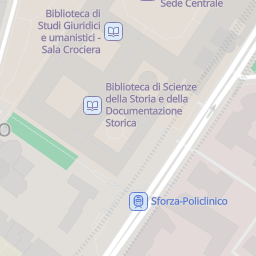 Sede Centrale
Biblioteca di
Studi Giuridici
e umanistici -
Sala Crociera
Biblioteca di Scienze
della Storia e della
Documentazione
Storica
Sforza-Policlinico